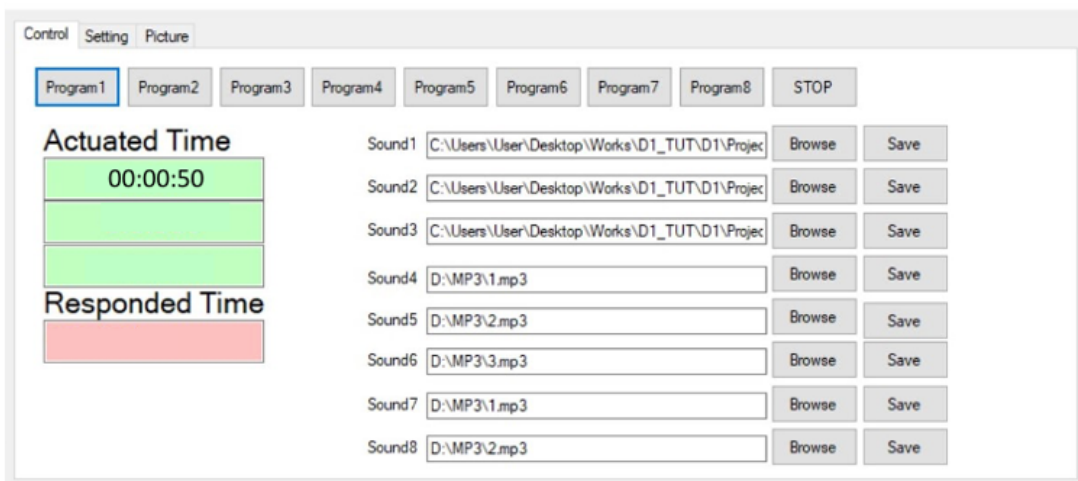 Control Setting Picture
Program1 Program2 Program3 Program4 Program5 Program6 Program7 Program8 STOP
Actuated Time
00:00:50
Responded Time
Sound1 C:\Users\User\Desktop\Works\D1_TUT\D1\Projec Browse Save
Sound2 C:\Users\User\Desktop\Works\D1_TUT\D1\Projec Browse Save
Sound3 C:\Users\User\Desktop\Works\D1_TUT\D1\Projec Browse Save
Sound4 D:\MP3\1.mp3 Browse Save
Sound5 D:\MP3\2.mp3 Browse Save
Sound6 D:\MP3\3.mp3 Browse Save
Sound7 D:\MP3\1.mp3 Browse Save
Sound8 D:\MP3\2.mp3 Browse Save